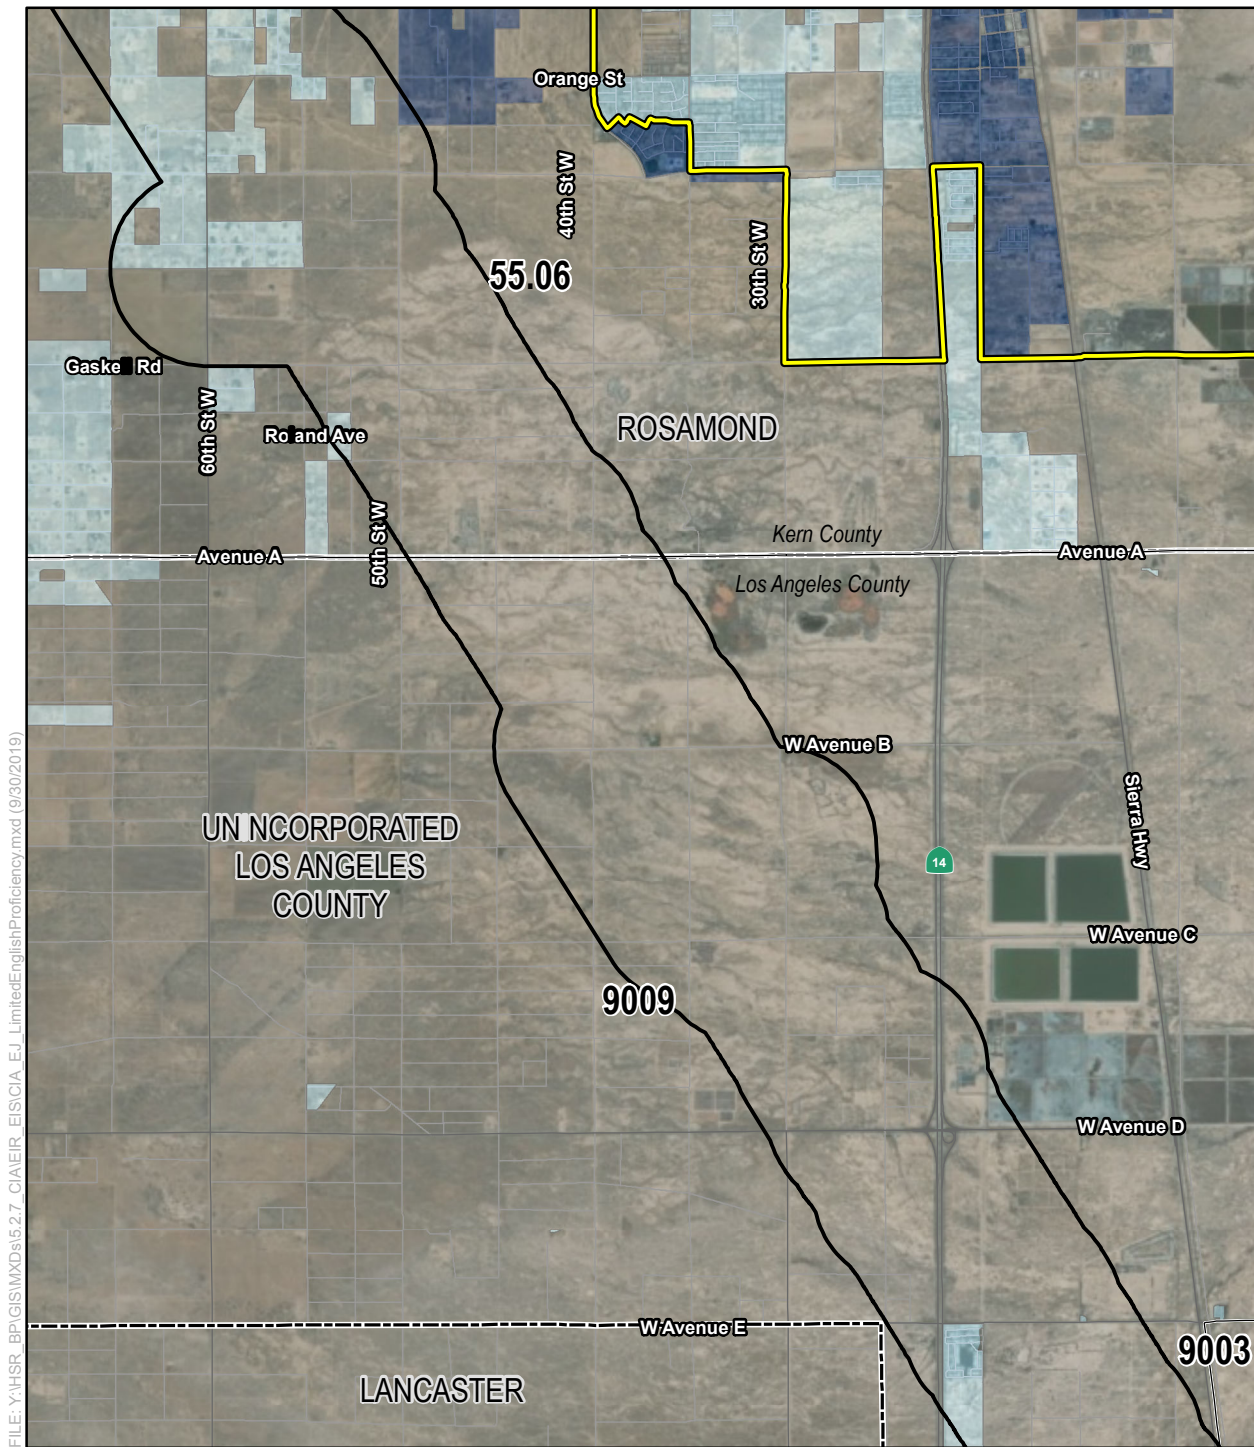 Orange St
40th St W
55.06
30th St W
Gaske Rd
60th St W
Ro and Ave
ROSAMOND
50th St W
Kern County
Avenue A
Avenue A
Los Angeles County
W Avenue B
Sierra Hwy
UNINCORPORATED
LOS ANGELES
COUNTY
14
W Avenue C
9009
W Avenue D
W Avenue E
9003
LANCASTER
FILE: Y:\HSR_BP\GIS\MXDs\5.2.7_CIA\EIR_EIS\CIA_EJ_LimitedEnglishProficiency.mxd (9/30/2019)